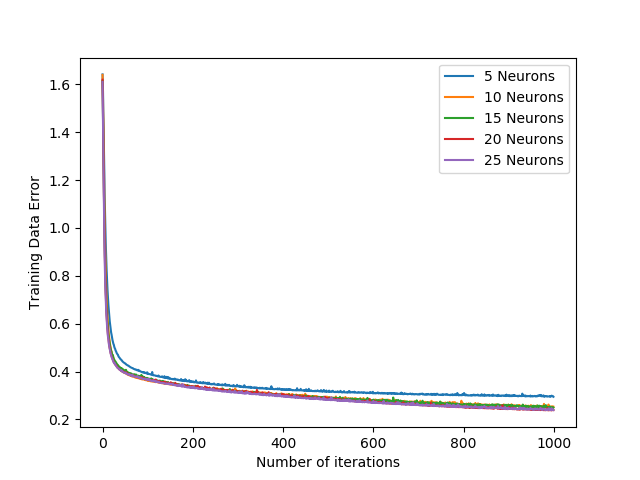 5 Neurons
10 Neurons
15 Neurons
20 Neurons
25 Neurons
Training Data Error
1.6
1.4
1.2
1.0
0.8
0.6
0.4
0.2
0 200 400 600 800 1000
Number of iterations